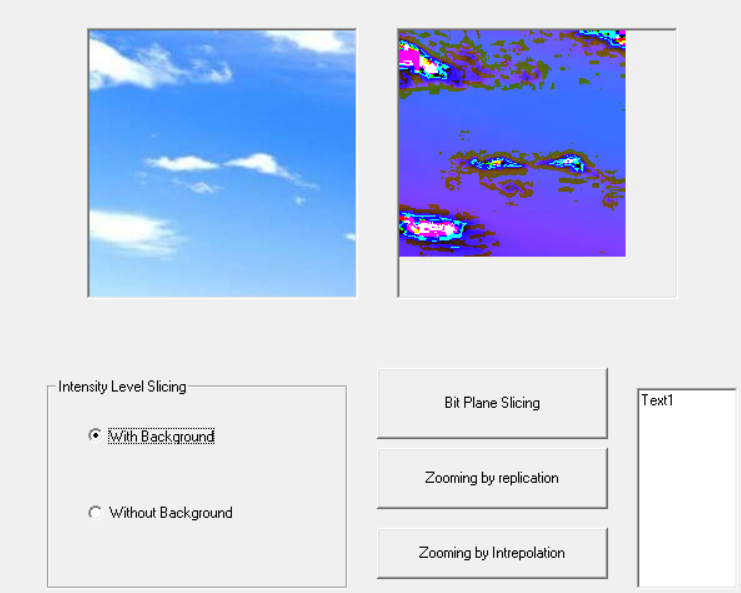 Intensity Level Slicing
With Background
Without Background
Bit Plane Slicing
Zooming by replication
Zooming by Intrepolation
Text1